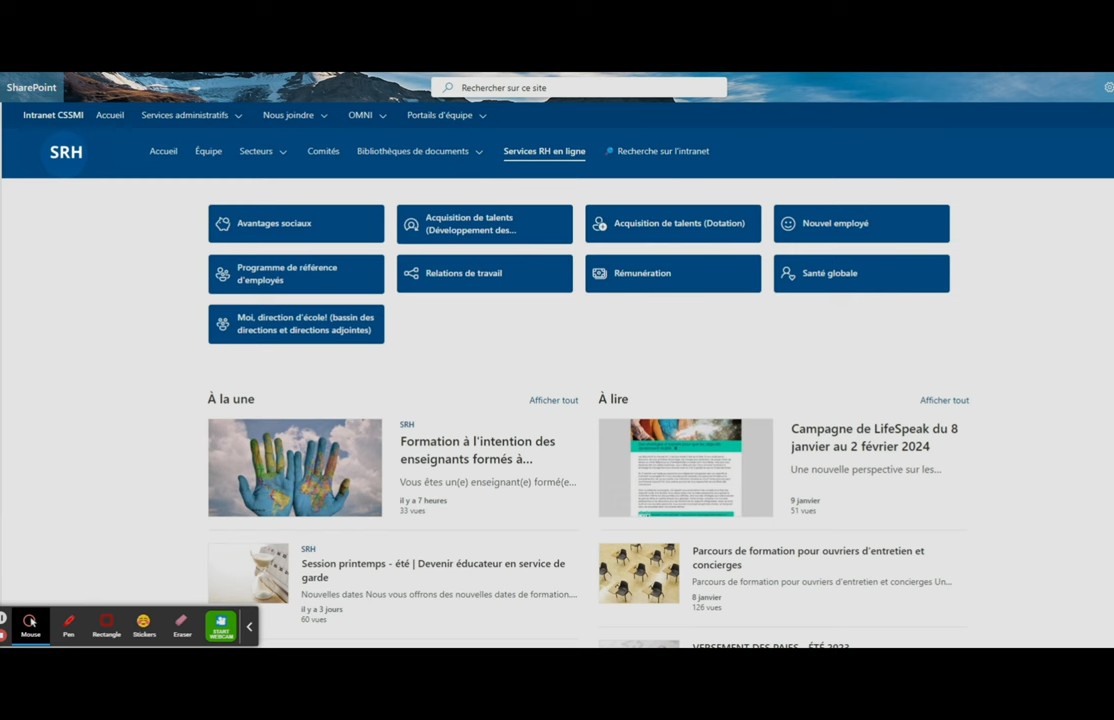 SharePoint
Rechercher sur ce site
Intranet CSSMI Accueil Services administratifs Nous joindre OMNI Portails d'équipe
SRH Accueil Équipe Secteurs Comités Bibliothèques de documents Services RH en ligne Recherche sur l'intranet
Avantages sociaux
Acquisition de talents
(Développement des...
Acquisition de talents (Dotation)
Nouvel employé
Programme de référence
d'employés
Relations de travail
Rémunération
Santé globale
Moi, direction d'école! (bassin des
directions et directions adjointes)
À la une
Afficher tout
SRH
Formation à l'intention des
enseignants formés à...
Vous êtes un(e) enseignant(e) formé(e...
il y a 7 heures
33 vues
SRH
Session printemps - été | Devenir éducateur en service de
garde
Nouvelles dates Nous vous offrons des nouvelles dates de formation....
il y a 3 jours
60 vues
À lire
Afficher tout
Campagne de LifeSpeak du 8
janvier au 2 février 2024
Une nouvelle perspective sur les...
9 janvier
51 vues
Parcours de formation pour ouvriers d'entretien et
concierges
Parcours de formation pour ouvriers d'entretien et concierges Un...
8 janvier
126 vues
VERSEMENT DES PAIES - ÉTÉ 2023
Mouse Pen Rectangle Stickers Eraser
START
WEBCAM